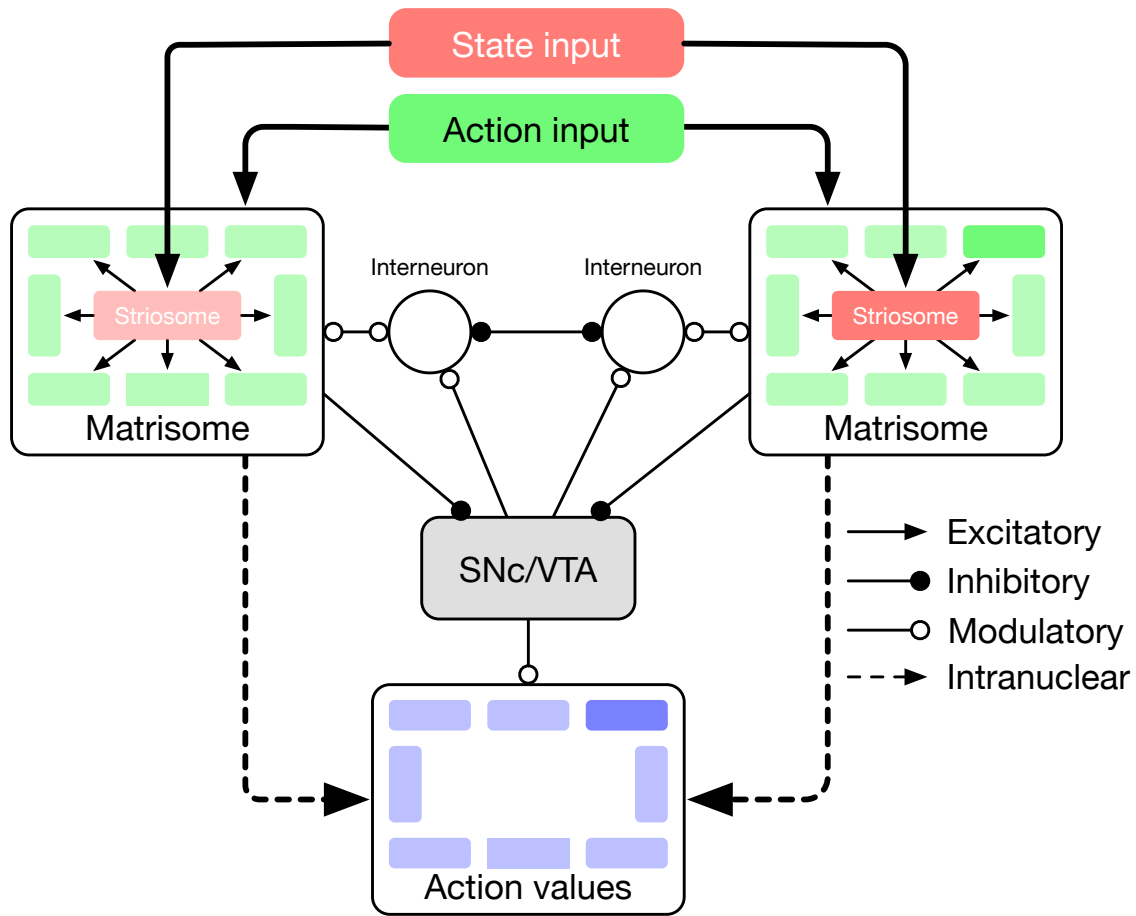 State input
Action input
Interneuron
Interneuron
Striosome
Striosome
Matrisome
Matrisome
SNc/VTA
Excitatory
Inhibitory
Modulatory
Intranuclear
Action values